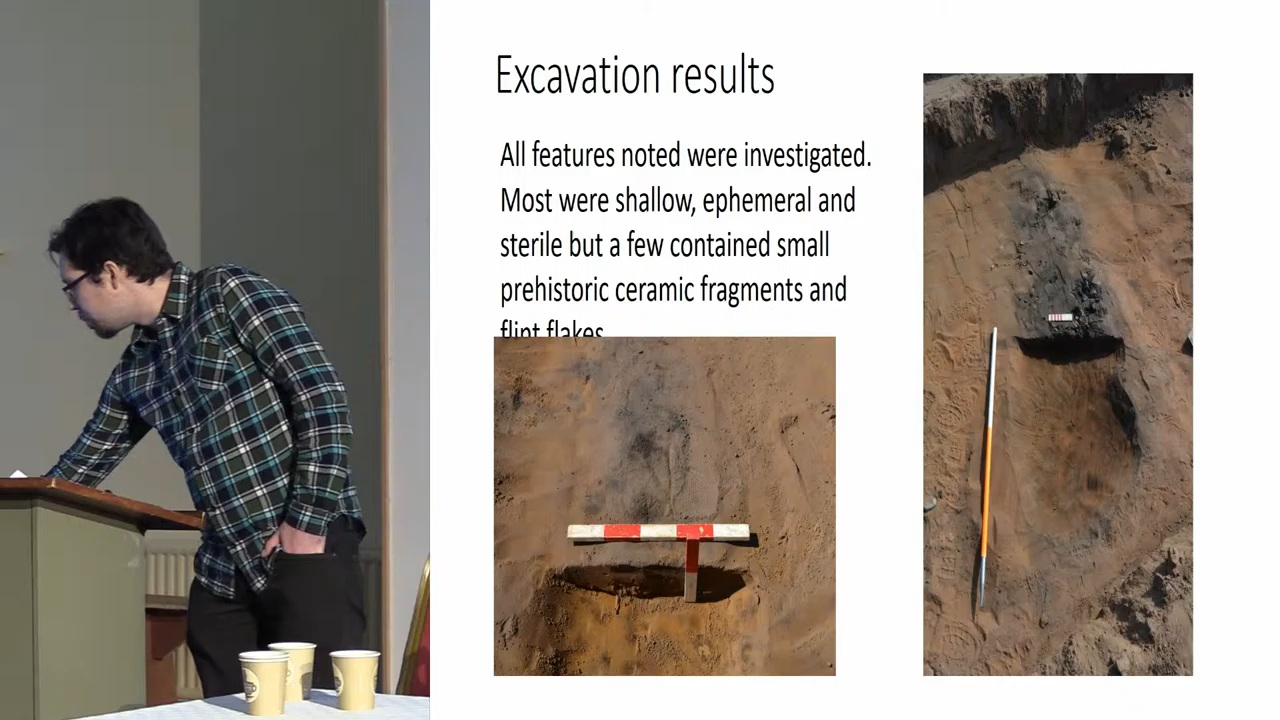 Excavation results
All features noted were investigated.
Most were shallow, ephemeral and
sterile but a few contained small
prehistoric ceramic fragments and
flint flakes